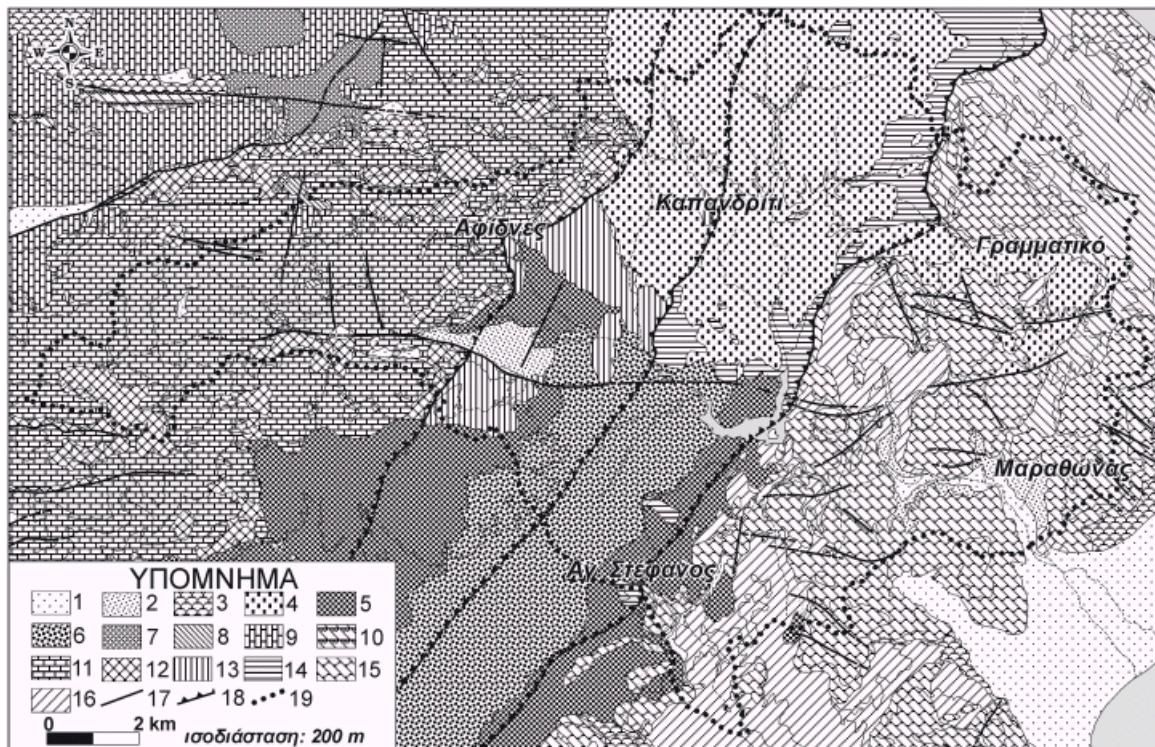 N
W E
S
Καπανδρίτι
Αφίδνες
Γραμματικό
Μαραθώνας
Αγ. Στέφανος
ΥΠΟΜΝΗΜΑ
1 2 3 4 5
6 7 8 9 10
11 12 13 14 15
16 17 18 19
0 2 km
ισοδιάσταση: 200 m